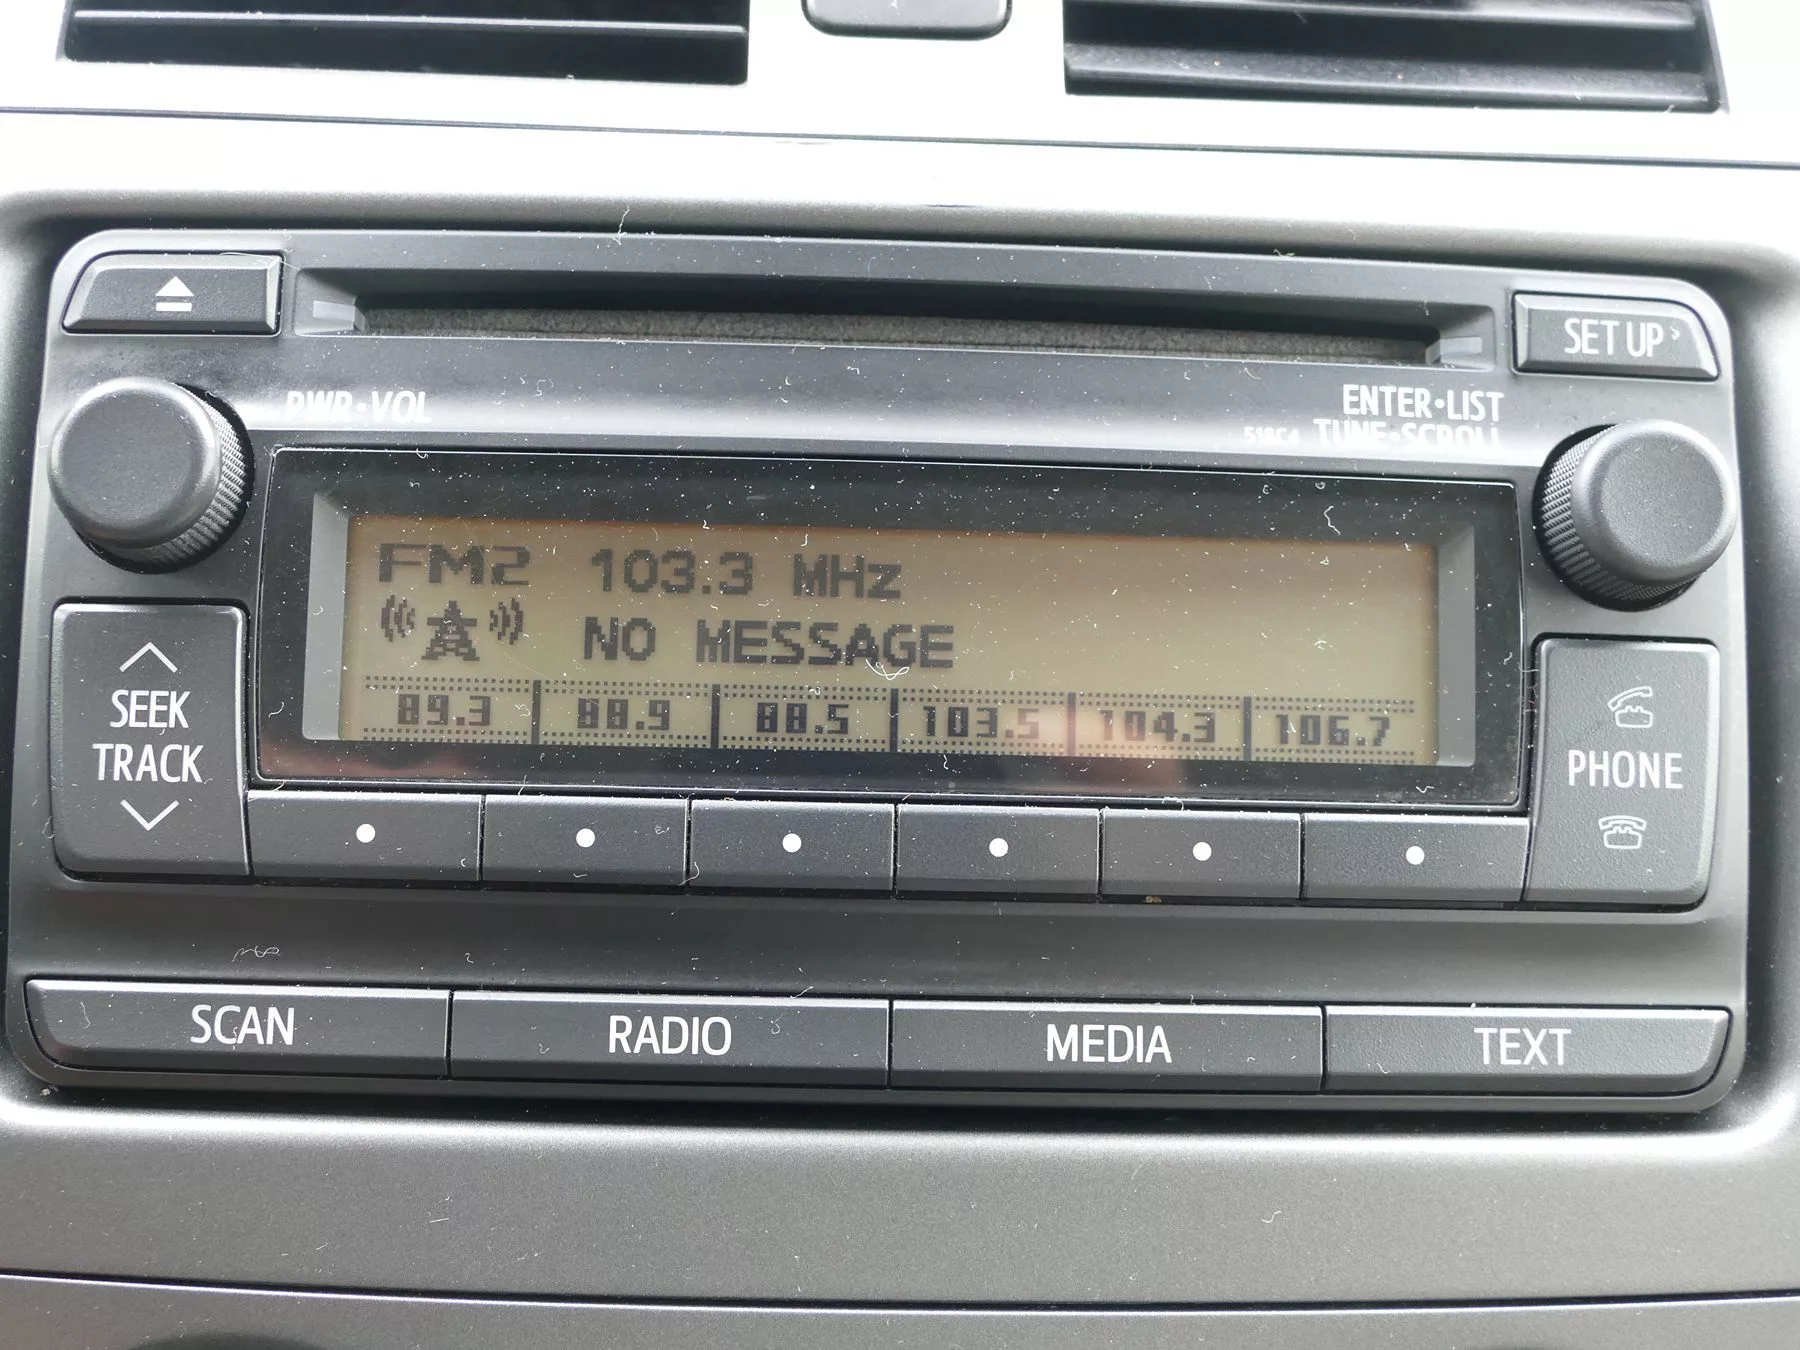 SET UP
PWR•VOL
ENTER•LIST
518C4 TUNE•SCROLL
FM2 103.3 MHz
NO MESSAGE
89.3 88.9 88.5 103.5 104.3 106.7
SEEK
TRACK
PHONE
SCAN RADIO MEDIA TEXT